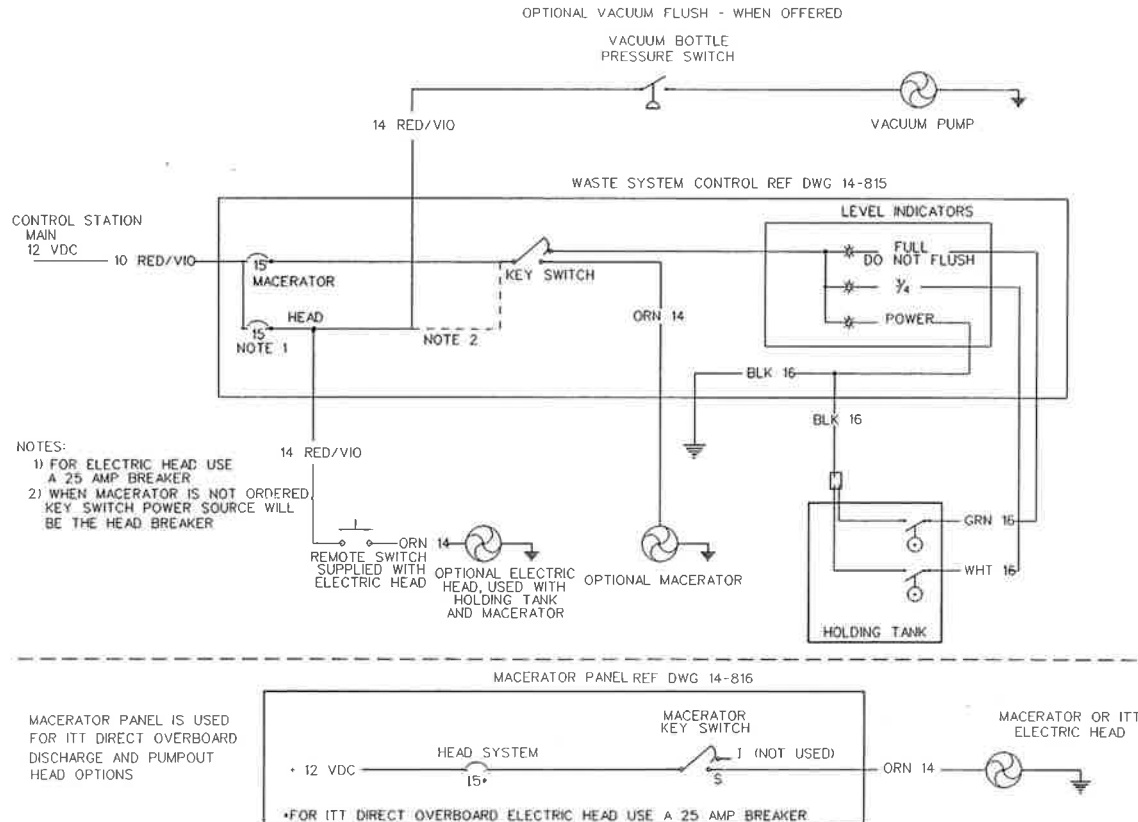 OPTIONAL VACUUM FLUSH - WHEN OFFERED
VACUUM BOTTLE
PRESSURE SWITCH
14 RED/VIO
VACUUM PUMP
WASTE SYSTEM CONTROL REF DWG 14-815
CONTROL STATION
MAIN
12 VDC
10 RED/VIO
15
MACERATOR
KEY SWITCH
LEVEL INDICATORS
FULL
DO NOT FLUSH
3/4
POWER
HEAD
15
NOTE 1
NOTE 2
ORN 14
BLK 16
BLK 16
NOTES:
1) FOR ELECTRIC HEAD USE
A 25 AMP BREAKER
2) WHEN MACERATOR IS NOT ORDERED,
KEY SWITCH POWER SOURCE WILL
BE THE HEAD BREAKER
14 RED/VIO
ORN 14
REMOTE SWITCH
SUPPLIED WITH
ELECTRIC HEAD
OPTIONAL ELECTRIC
HEAD, USED WITH
HOLDING TANK
AND MACERATOR
OPTIONAL MACERATOR
GRN 16
WHT 16
HOLDING TANK
MACERATOR PANEL REF DWG 14-816
MACERATOR PANEL IS USED
FOR ITT DIRECT OVERBOARD
DISCHARGE AND PUMPOUT
HEAD OPTIONS
+ 12 VDC
HEAD SYSTEM
15*
MACERATOR
KEY SWITCH
I (NOT USED)
S
ORN 14
MACERATOR OR ITT
ELECTRIC HEAD
*FOR ITT DIRECT OVERBOARD ELECTRIC HEAD USE A 25 AMP BREAKER